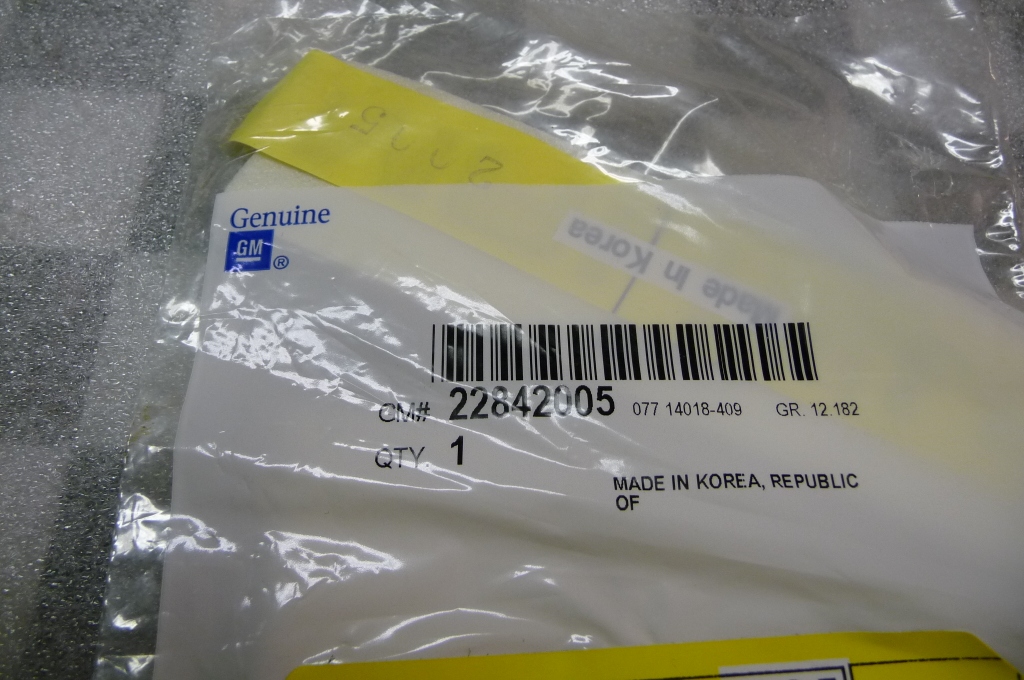 Genuine
GM ®
Made In Korea
GM# 22842005 077 14018-409 GR. 12.182
QTY 1
MADE IN KOREA, REPUBLIC
OF